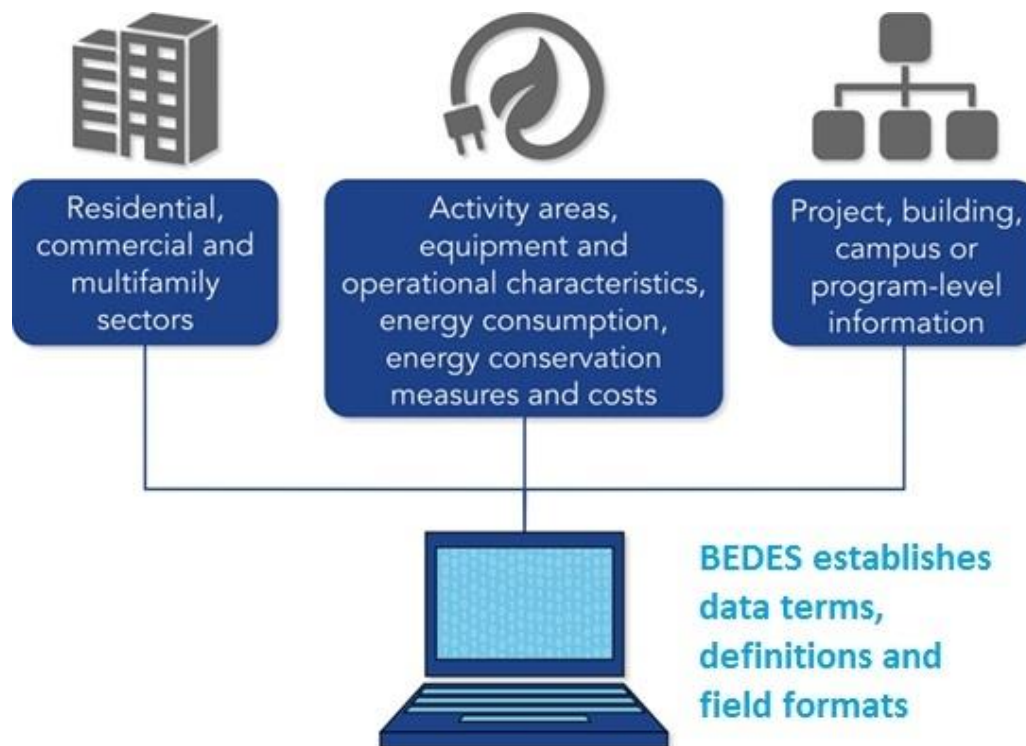 Residential,
commercial and
multifamily
sectors
Activity areas,
equipment and
operational characteristics,
energy consumption,
energy conservation
measures and costs
Project, building,
campus or
program-level
information
BEDES establishes
data terms,
definitions and
field formats